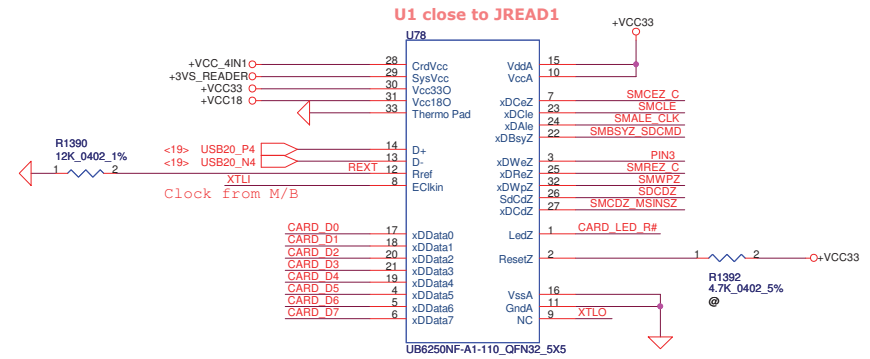 U1 close to JREAD1
U78
+VCC33
+VCC_4IN1 28 CrdVcc VddA 15
+3VS_READER 29 SysVcc VccA 10
+VCC33 30 Vcc33O
+VCC18 31 Vcc18O xDCeZ 7 SMCEZ_C
33 Thermo Pad xDCle 23 SMCLE
xDAle 24 SMALE_CLK
xDBsyZ 22 SMBSYZ_SDCMD
R1390
12K_0402_1%
<19> USB20_P4 14 D+
<19> USB20_N4 13 D- xDWeZ 3 PIN3
1 2 REXT 12 Rref xDReZ 25 SMREZ_C
XTLI 8 EClkin xDWpZ 32 SMWPZ
Clock from M/B SdCdZ 26 SDCDZ
xDCdZ 27 SMCDZ_MSINSZ
CARD_D0 17 xDData0 LedZ 1 CARD_LED_R#
CARD_D1 18 xDData1
CARD_D2 20 xDData2 ResetZ 2 1 2 +VCC33
CARD_D3 21 xDData3
R1392
4.7K_0402_5%
@
CARD_D4 19 xDData4
CARD_D5 4 xDData5 VssA 16
CARD_D6 5 xDData6 GndA 11
CARD_D7 6 xDData7 NC 9 XTLO
UB6250NF-A1-110_QFN32_5X5